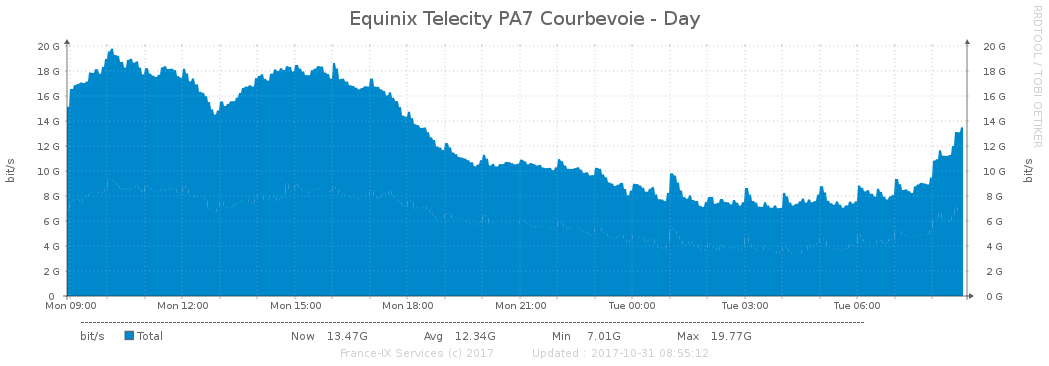 Equinix Telecity PA7 Courbevoie - Day
RRDTOOL / TOBI OETIKER
bit/s
20 G 20 G
18 G 18 G
16 G 16 G
14 G 14 G
12 G 12 G
10 G 10 G
8 G 8 G
6 G 6 G
4 G 4 G
2 G 2 G
0 0 G
bit/s
Mon 09:00 Mon 12:00 Mon 15:00 Mon 18:00 Mon 21:00 Tue 00:00 Tue 03:00 Tue 06:00
bit/s Total Now 13.47G Avg 12.34G Min 7.01G Max 19.77G
France-IX Services (c) 2017 Updated : 2017-10-31 08:55:12